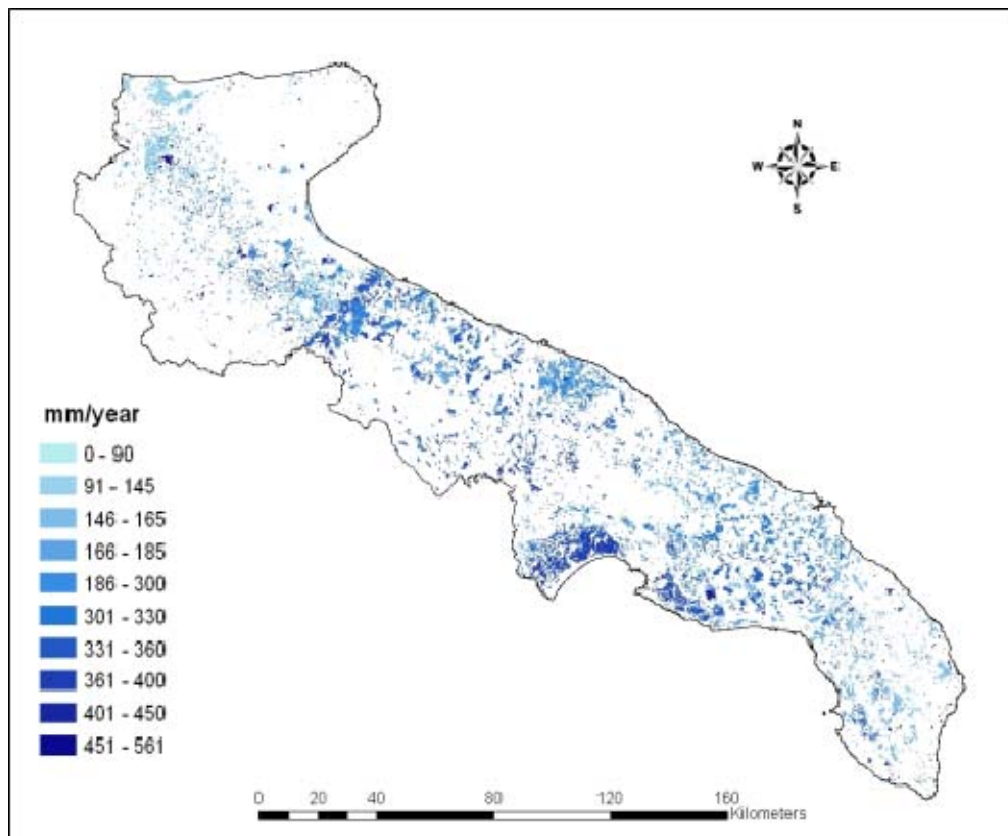 N
W E
S
mm/year
0 - 90
91 - 145
146 - 165
166 - 185
186 - 300
301 - 330
331 - 360
361 - 400
401 - 450
451 - 561
0 20 40 80 120 160
Kilometers